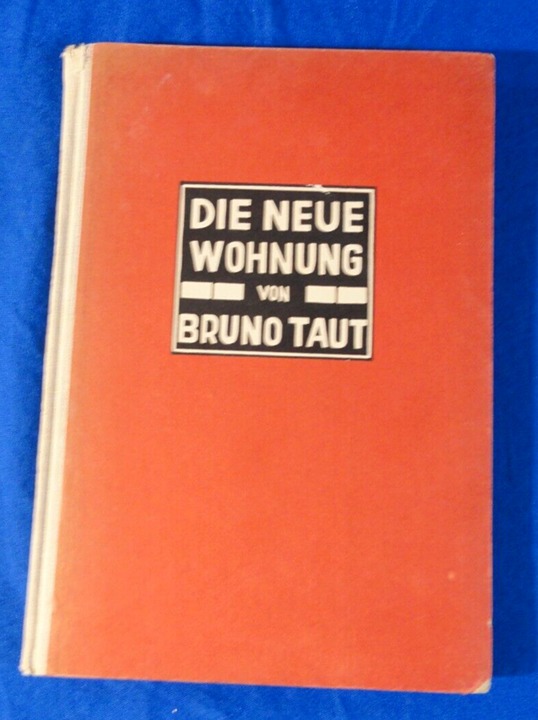 DIE NEUE
WOHNUNG
VON
BRUNO TAUT